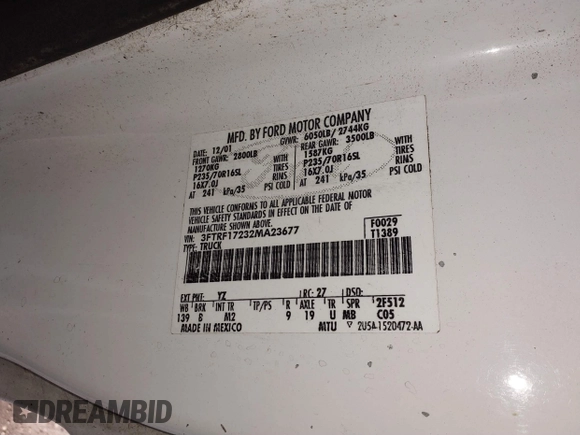 MFD. BY FORD MOTOR COMPANY
DATE: 12/01 GVWR: 6050LB/ 2744KG
FRONT GAWR: 2800LB REAR GAWR: 3500LB
1270KG WITH 1587KG WITH
P235/70R16SL TIRES P235/70R16SL TIRES
16X7.0J RIMS 16X7.0J RIMS
AT 241 kPa/35 PSI COLD AT 241 kPa/35 PSI COLD
THIS VEHICLE CONFORMS TO ALL APPLICABLE FEDERAL MOTOR
VEHICLE SAFETY STANDARDS IN EFFECT ON THE DATE OF
MANUFACTURE SHOWN ABOVE.
VIN: 3FTRF17232MA23677 F0029
TYPE: TRUCK T1389
EXT PNT: YZ RC: 27 DSO:
WB BRK INT TR TP/PS R AXLE TR SPR 2F512
139 B M2 9 19 U MB C05
MADE IN MEXICO MTU 2U5A-1520472-AA
DREAMBID